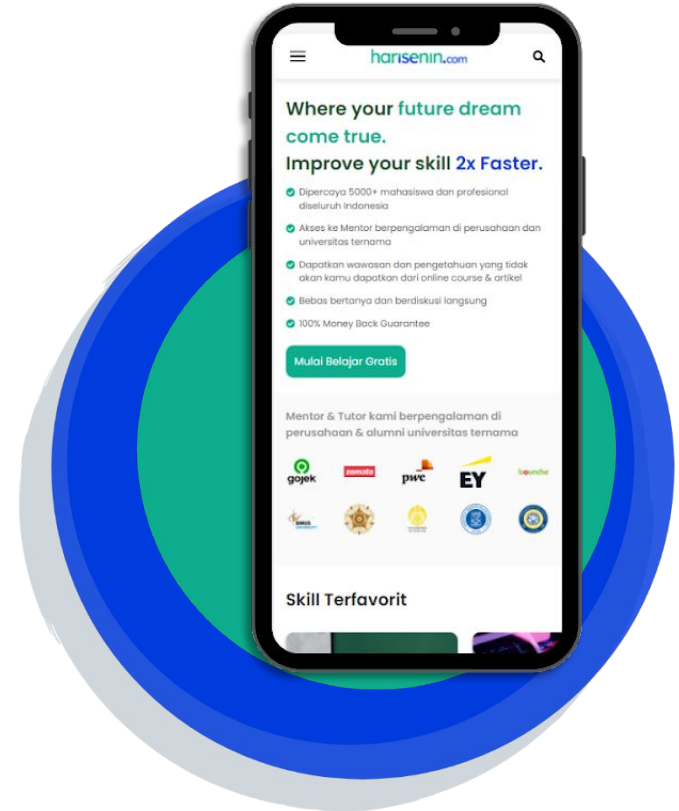 harisenin.com
Where your future dream
come true.
Improve your skill 2x Faster.
Dipercaya 5000+ mahasiswa dan profesional
diseluruh Indonesia
Akses ke Mentor berpengalaman di perusahaan dan
universitas ternama
Dapatkan wawasan dan pengetahuan yang tidak
akan kamu dapatkan dari online course & artikel
Bebas bertanya dan berdiskusi langsung
100% Money Back Guarantee
Mulai Belajar Gratis
Mentor & Tutor kami berpengalaman di
perusahaan & alumni universitas ternama
gojek zomato pwc EY bounche
BINUS
Skill Terfavorit